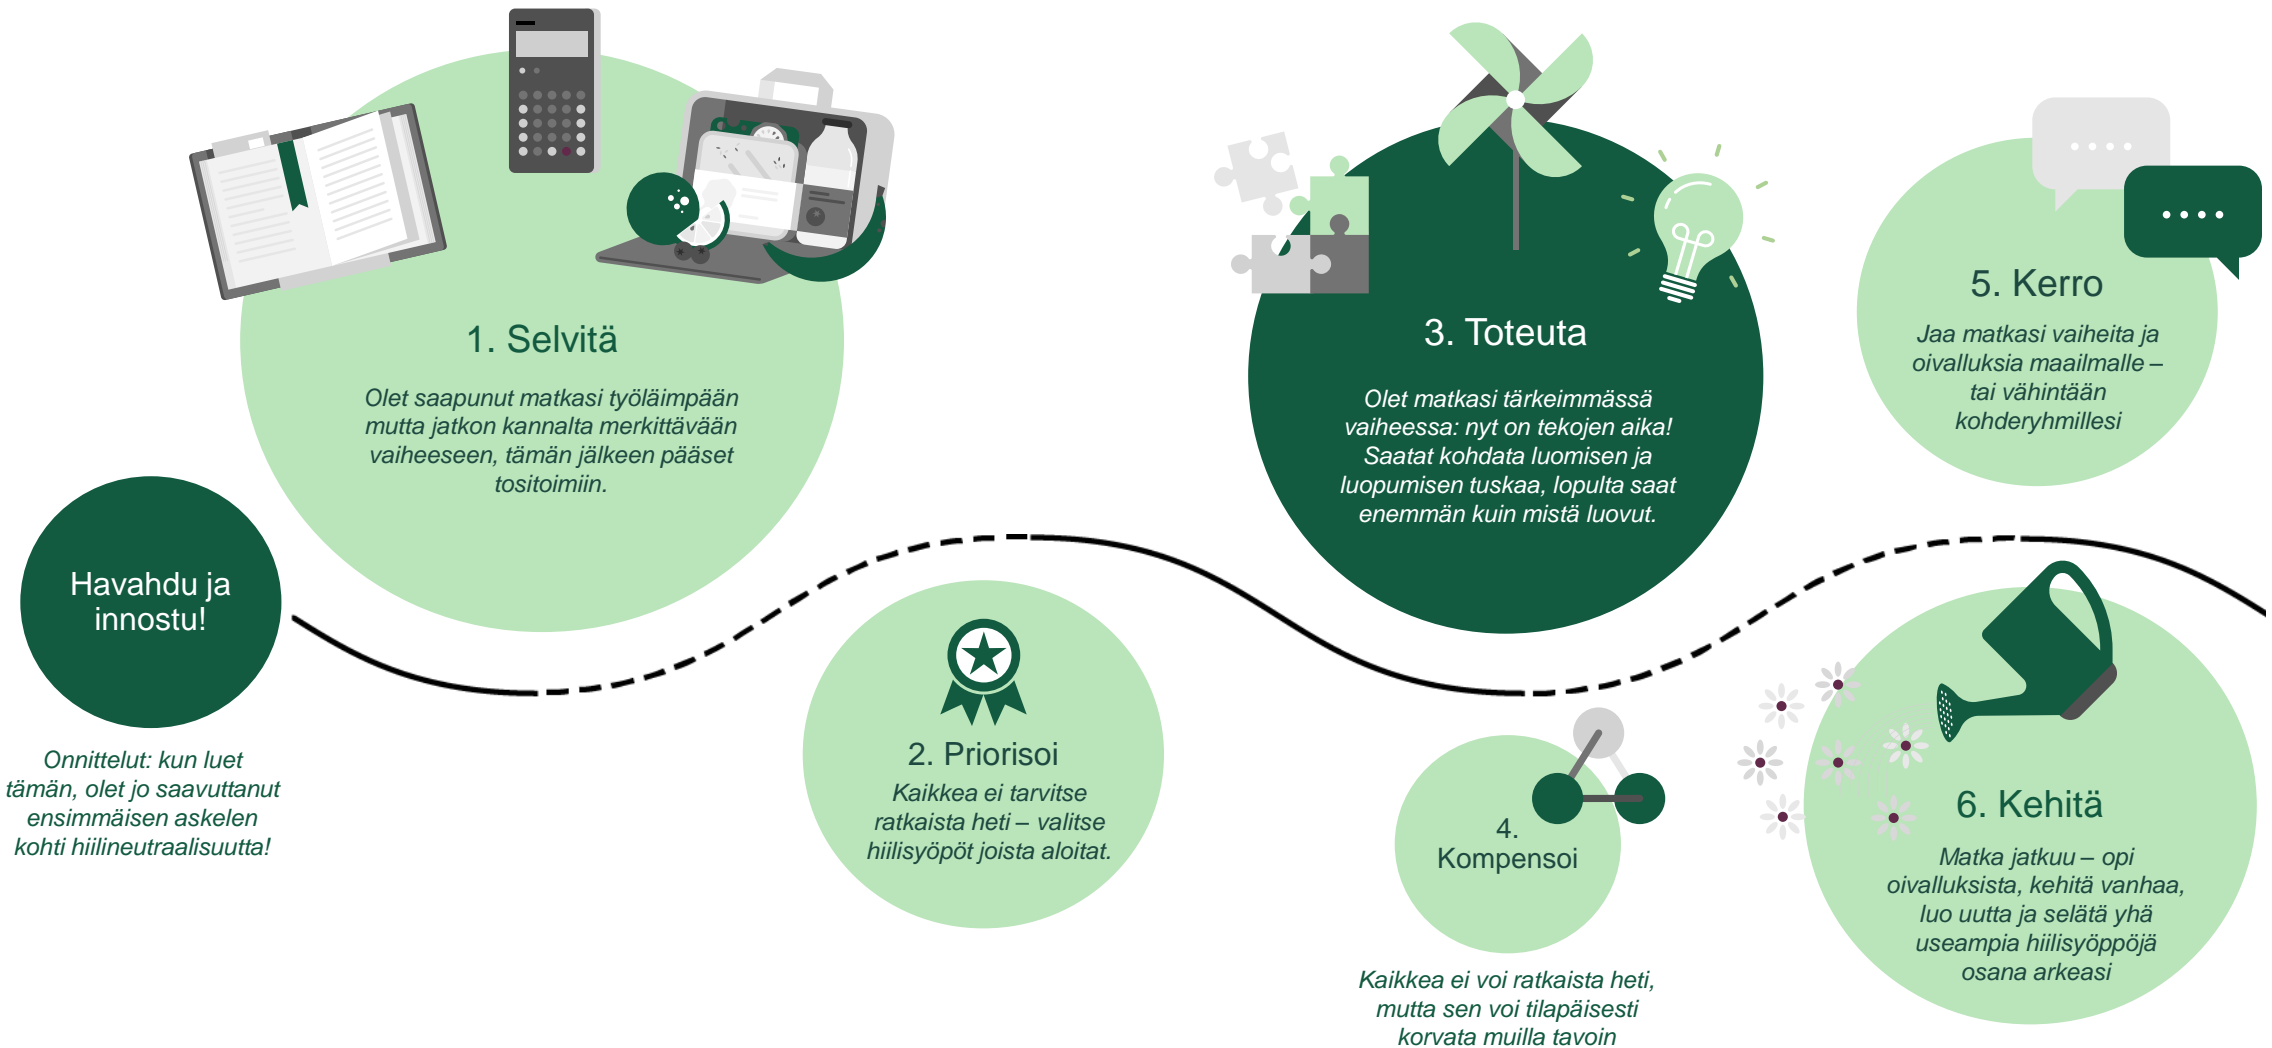 Havahdu ja
innostu!
Onnittelut: kun luet
tämän, olet jo saavuttanut
ensimmäisen askelen
kohti hiilineutraalisuutta!
1. Selvitä
Olet saapunut matkasi työläimpään
mutta jatkon kannalta merkittävään
vaiheeseen, tämän jälkeen pääset
tositoimiin.
2. Priorisoi
Kaikkea ei tarvitse
ratkaista heti – valitse
hiilisyöpöt joista aloitat.
3. Toteuta
Olet matkasi tärkeimmässä
vaiheessa: nyt on tekojen aika!
Saatat kohdata luomisen ja
luopumisen tuskaa, lopulta saat
enemmän kuin mistä luovut.
4.
Kompensoi
Kaikkea ei voi ratkaista heti,
mutta sen voi tilapäisesti
korvata muilla tavoin
5. Kerro
Jaa matkasi vaiheita ja
oivalluksia maailmalle –
tai vähintään
kohderyhmillesi
6. Kehitä
Matka jatkuu – opi
oivalluksista, kehitä vanhaa,
luo uutta ja selätä yhä
useampia hiilisyöppöjä
osana arkeasi